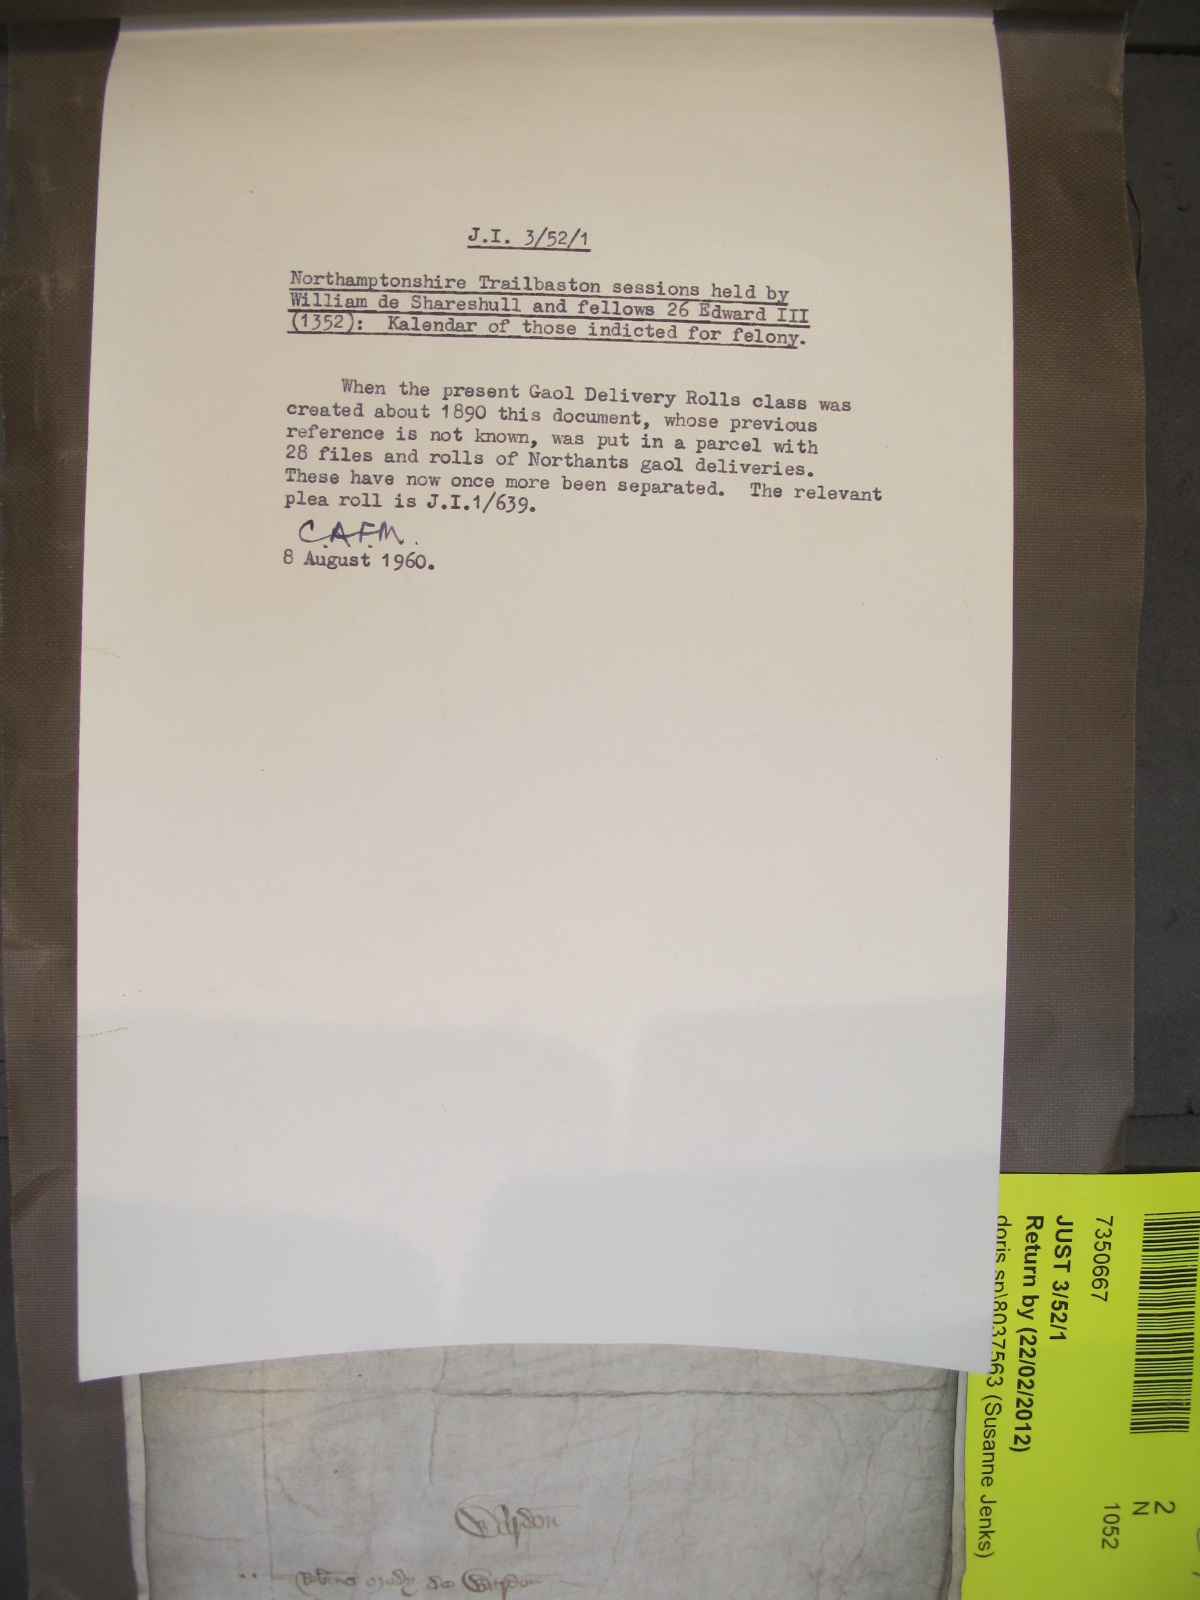 J.I. 3/52/1
Northamptonshire Trailbaston sessions held by
William de Shareshull and fellows 26 Edward III
(1352): Kalendar of those indicted for felony.
When the present Gaol Delivery Rolls class was
created about 1890 this document, whose previous
reference is not known, was put in a parcel with
28 files and rolls of Northants gaol deliveries.
These have now once more been separated. The relevant
plea roll is J.I.1/639.
C.A.F.M.
8 August 1960.
7350667
JUST 3/52/1
Return by (22/02/2012)
doris sp\8037563 (Susanne Jenks)
2
N
1052
de